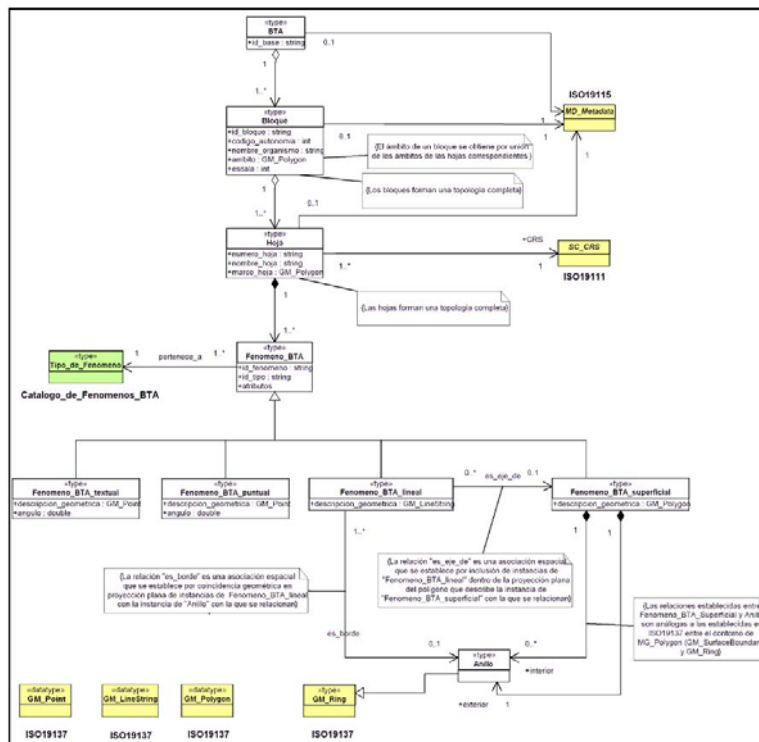 «type»
BTA
+id_base : string
0..1
1
1..*
ISO19115
MD_Metadata
«type»
Bloque
+id_bloque : string
+codigo_autonomia : int
+nombre_organismo : string
+ambito : GM_Polygon
+escala : int
0..1
1
1
1
{El ámbito de un bloque se obtiene por unión
de los ámbitos de las hojas correspondientes.}
{Los bloques forman una topología completa}
1
1..*
0..1
«type»
Hoja
+numero_hoja : string
+nombre_hoja : string
+marco_hoja : GM_Polygon
+CRS
1..*
1
SC_CRS
ISO19111
{Las hojas forman una topología completa}
1
1..*
«type»
Tipo_de_Fenomeno
1
pertenece_a
1..*
«type»
Fenomeno_BTA
+id_fenomeno : string
+id_tipo : string
+atributos
Catalogo_de_Fenomenos_BTA
«type»
Fenomeno_BTA_textual
+descripcion_geometrica : GM_Point
+angulo : double
«type»
Fenomeno_BTA_puntual
+descripcion_geometrica : GM_Point
+angulo : double
«type»
Fenomeno_BTA_lineal
+descripcion_geometrica : GM_LineString
0..*
es_eje_de
0..1
«type»
Fenomeno_BTA_superficial
+descripcion_geometrica : GM_Polygon
1..*
1
1
{La relación "es_borde" es una asociación espacial
que se establece por coincidencia geométrica en
proyección plana de instancias de Fenomeno_BTA_lineal
con la instancia de "Anillo" con la que se relacionan}
{La relación "es_eje_de" es una asociación espacial
que se establece por inclusión de instancias de
"Fenomeno_BTA_lineal" dentro de la proyección plana
del polígono que describe la instancia de
"Fenomeno_BTA_superficial" con la que se relacionan}
{Las relaciones establecidas entre
Fenomeno_BTA_Superficial y Anillo
son análogas a las establecidas en
ISO19137 entre el contorno de
MG_Polygon (GM_SurfaceBoundary
y GM_Ring)}
es_borde
0..1
0..*
«type»
Anillo
+interior
+exterior
1
«datatype»
GM_Point
ISO19137
«datatype»
GM_LineString
ISO19137
«datatype»
GM_Polygon
ISO19137
«type»
GM_Ring
ISO19137